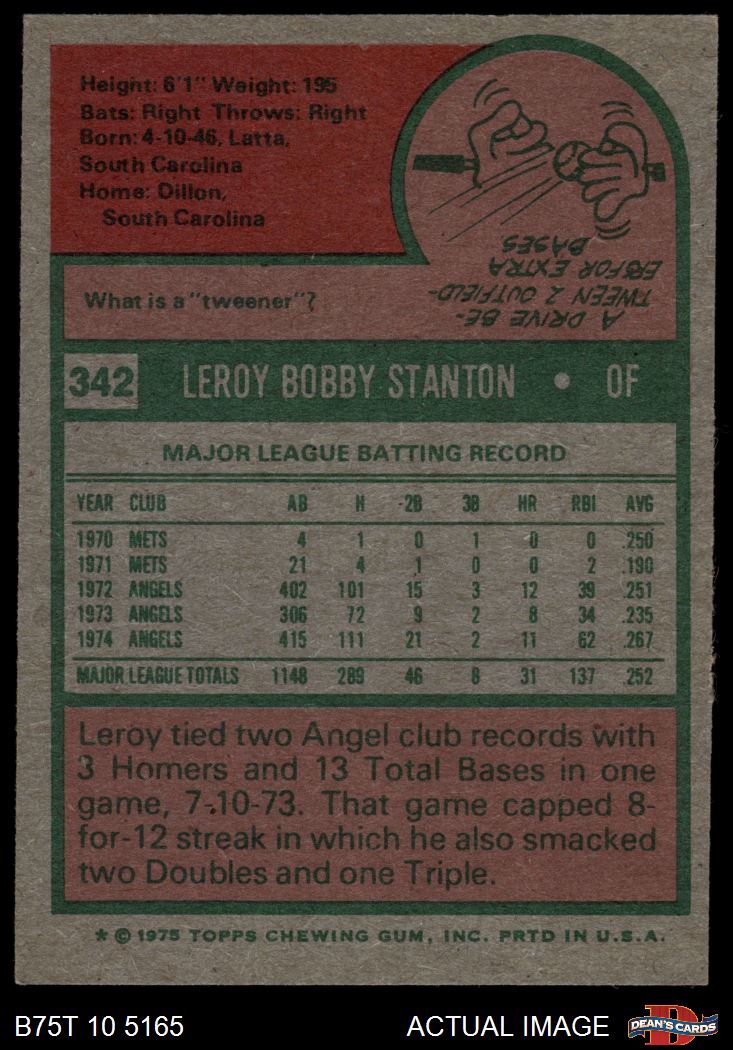 Height: 6'1" Weight: 195
Bats: Right Throws: Right
Born: 4-10-46, Latta,
South Carolina
Home: Dillon,
South Carolina
What is a "tweener"?
A DRIVE BE-
TWEEN 2 OUTFIELD-
ERS FOR EXTRA
BASES
342 LEROY BOBBY STANTON • OF
MAJOR LEAGUE BATTING RECORD
YEAR CLUB AB H 2B 3B HR RBI AVG
1970 METS 4 1 0 1 0 0 .250
1971 METS 21 4 1 0 0 2 .190
1972 ANGELS 402 101 15 3 12 39 .251
1973 ANGELS 306 72 9 2 8 34 .235
1974 ANGELS 415 111 21 2 11 62 .267
MAJOR LEAGUE TOTALS 1148 289 46 8 31 137 .252
Leroy tied two Angel club records with
3 Homers and 13 Total Bases in one
game, 7-10-73. That game capped 8-
for-12 streak in which he also smacked
two Doubles and one Triple.
* © 1975 TOPPS CHEWING GUM, INC. PRTD IN U.S.A.
B75T 10 5165 ACTUAL IMAGE DEAN'S CARDS